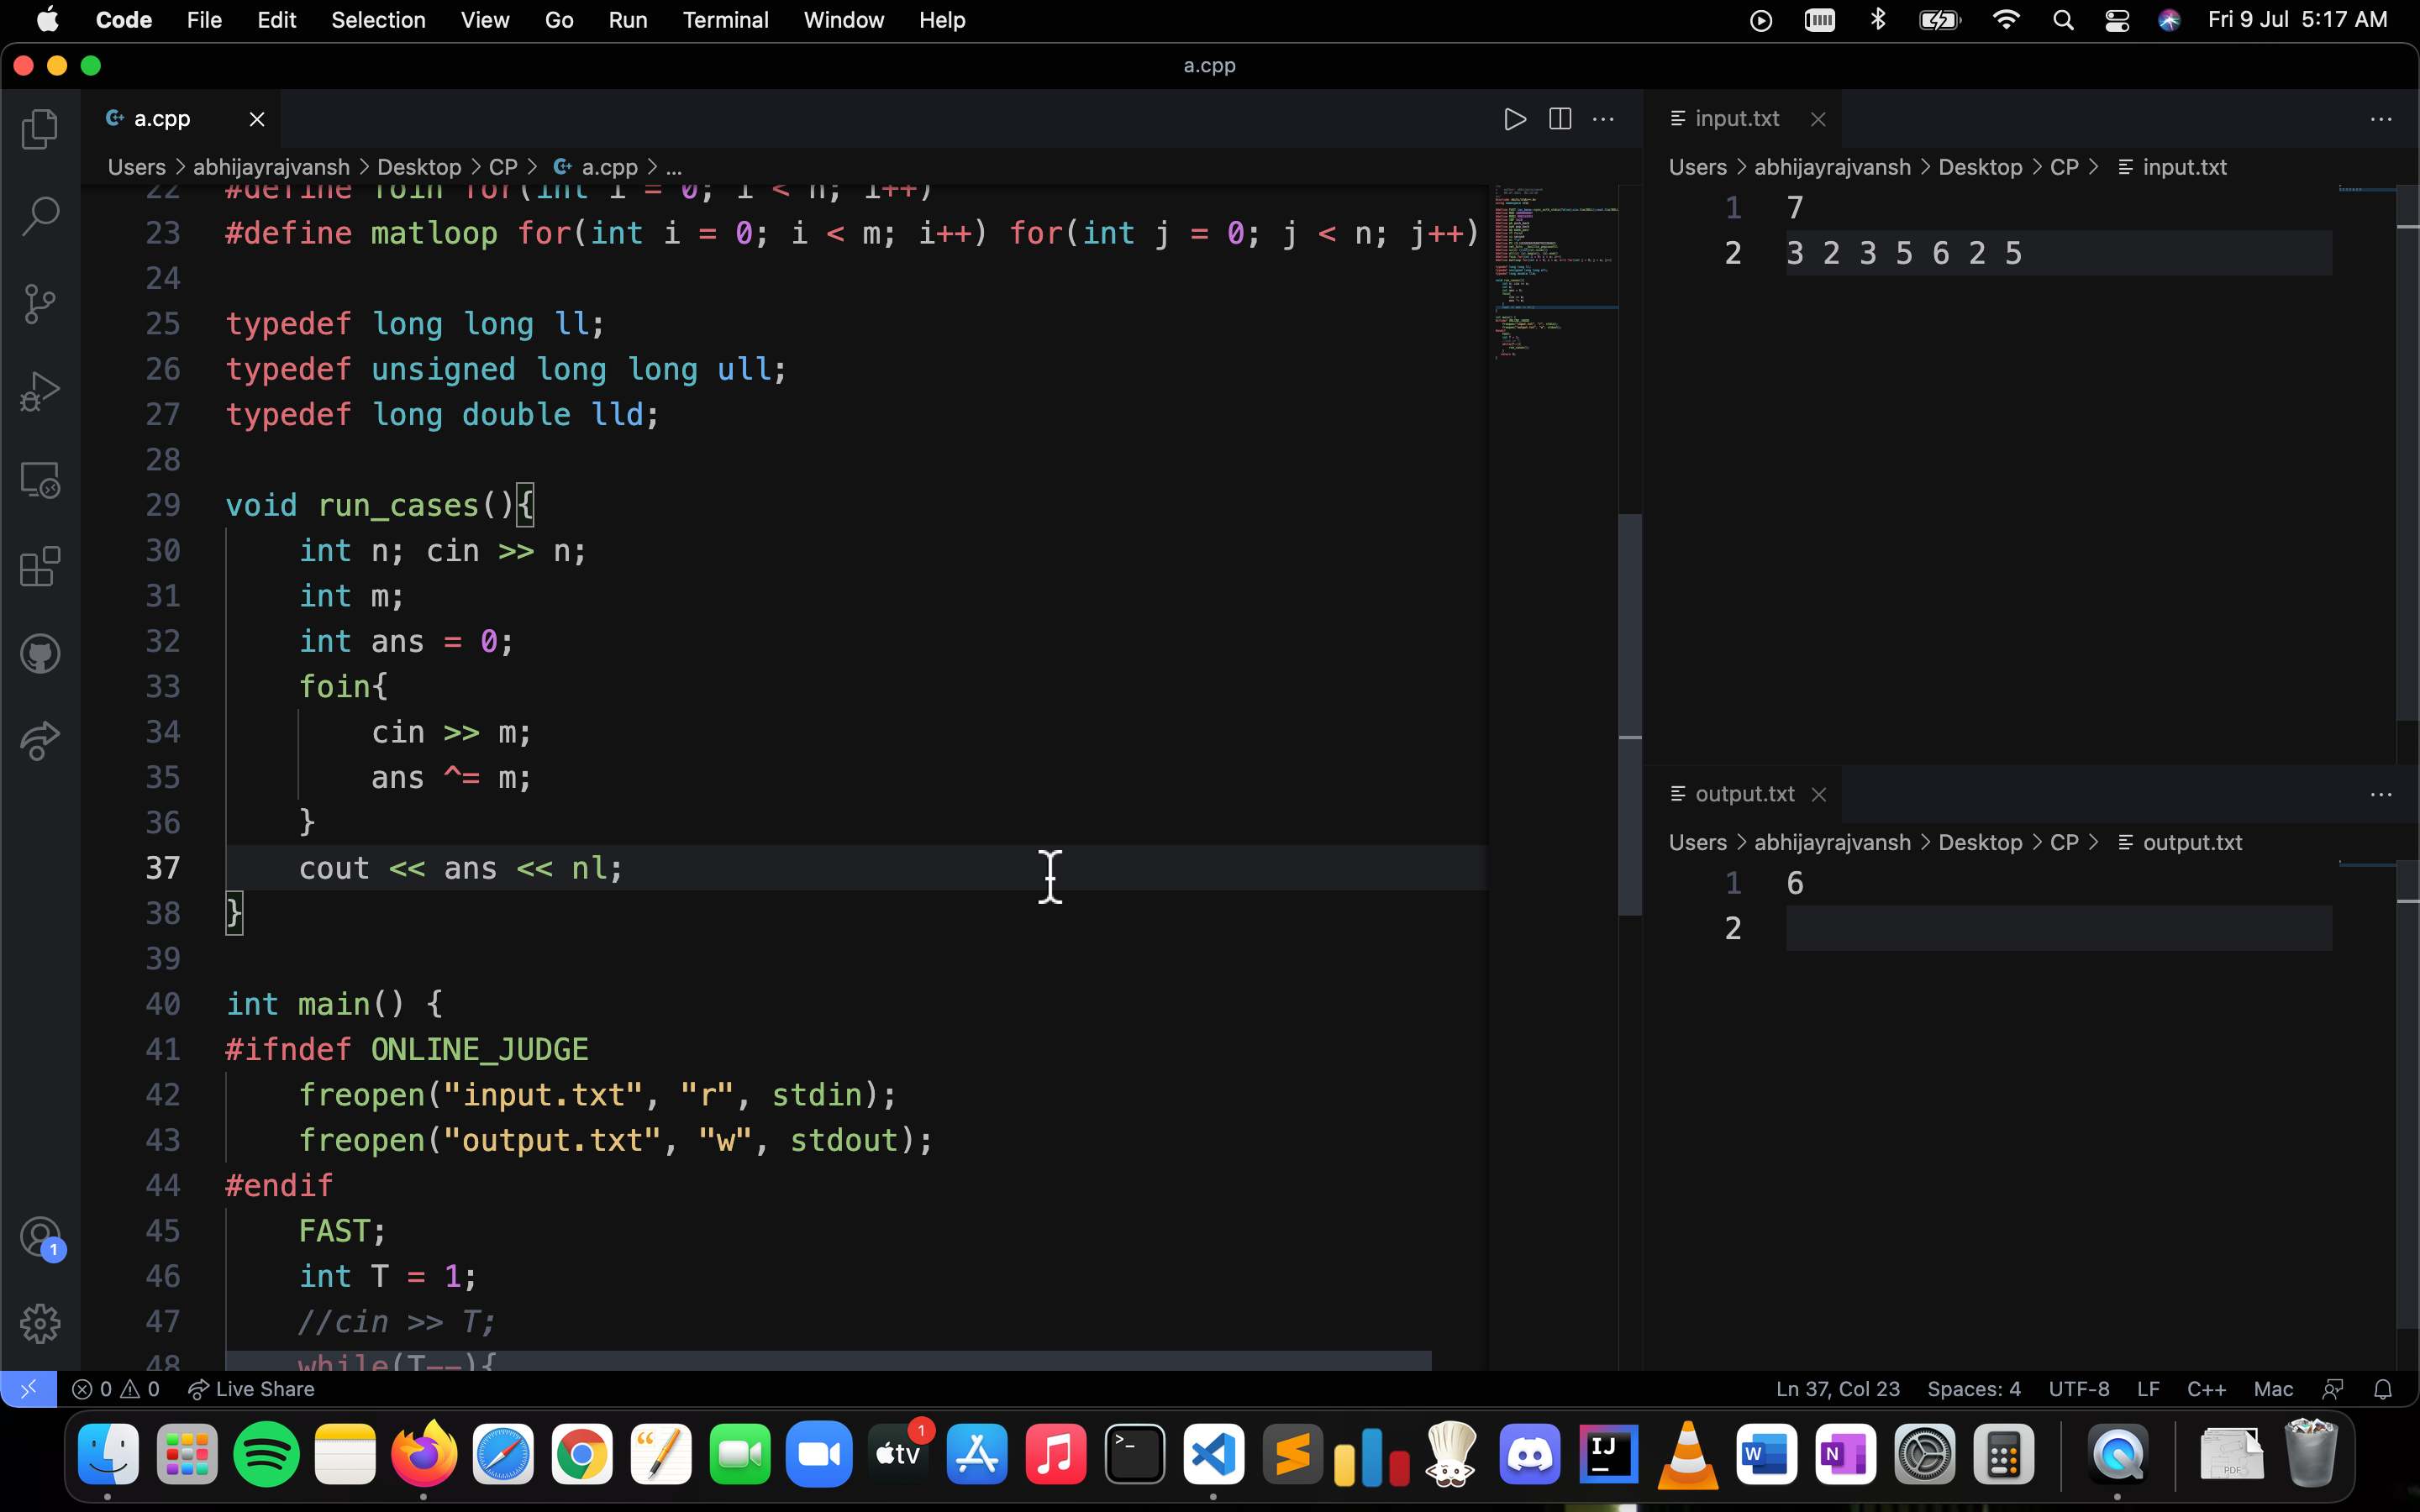 Code File Edit Selection View Go Run Terminal Window Help Fri 9 Jul 5:17 AM
a.cpp
a.cpp
Users > abhijayrajvansh > Desktop > CP > a.cpp > ...
22 #define foin for(int i = 0; i < n; i++)
23 #define matloop for(int i = 0; i < m; i++) for(int j = 0; j < n; j++)
24
25 typedef long long ll;
26 typedef unsigned long long ull;
27 typedef long double lld;
28
29 void run_cases(){
30 int n; cin >> n;
31 int m;
32 int ans = 0;
33 foin{
34 cin >> m;
35 ans ^= m;
36 }
37 cout << ans << nl;
38 }
39
40 int main() {
41 #ifndef ONLINE_JUDGE
42 freopen("input.txt", "r", stdin);
43 freopen("output.txt", "w", stdout);
44 #endif
45 FAST;
46 int T = 1;
47 //cin >> T;
48 while(T--){
input.txt
Users > abhijayrajvansh > Desktop > CP > input.txt
1 7
2 3 2 3 5 6 2 5
output.txt
Users > abhijayrajvansh > Desktop > CP > output.txt
1 6
2
1
0 0 Live Share Ln 37, Col 23 Spaces: 4 UTF-8 LF C++ Mac
tv 1 >_ IJ W N PDF